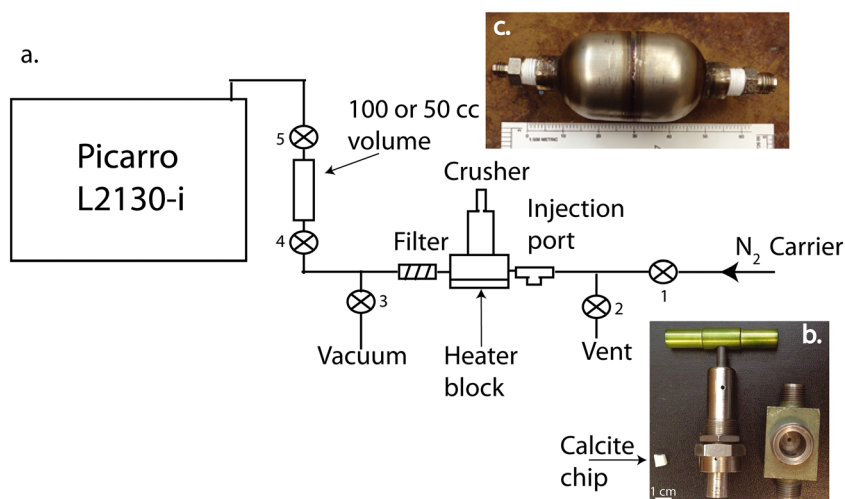 a.
c.
100 or 50 cc
volume
5
Picarro
L2130-i
Crusher
Injection
port
4
Filter
N2 Carrier
3
2
1
Vacuum
Heater
block
Vent
b.
Calcite
chip
1 cm